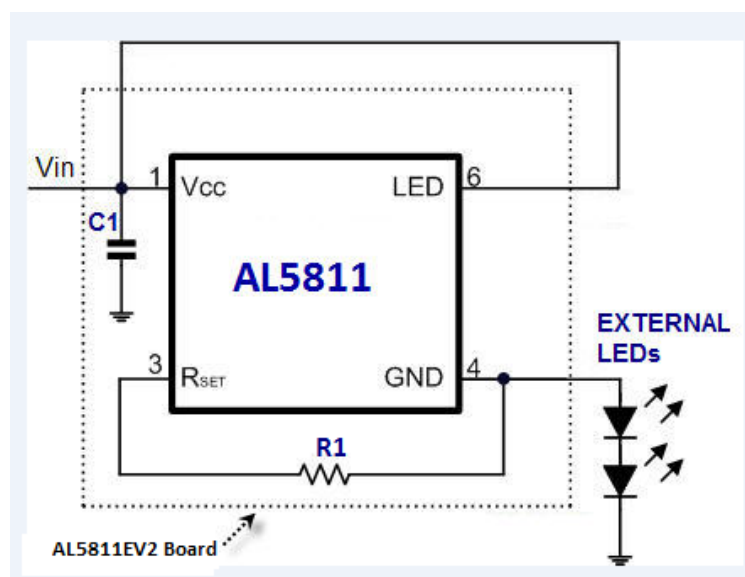 Vin
1
Vcc
LED
6
C1
AL5811
EXTERNAL
LEDs
3
RSET
GND
4
R1
AL5811EV2 Board